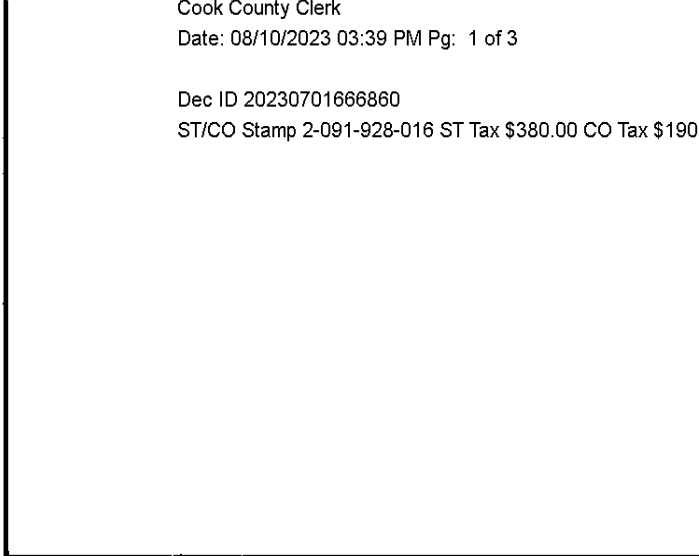 Cook County Clerk
Date: 08/10/2023 03:39 PM Pg: 1 of 3
Dec ID 20230701666860
ST/CO Stamp 2-091-928-016 ST Tax $380.00 CO Tax $190